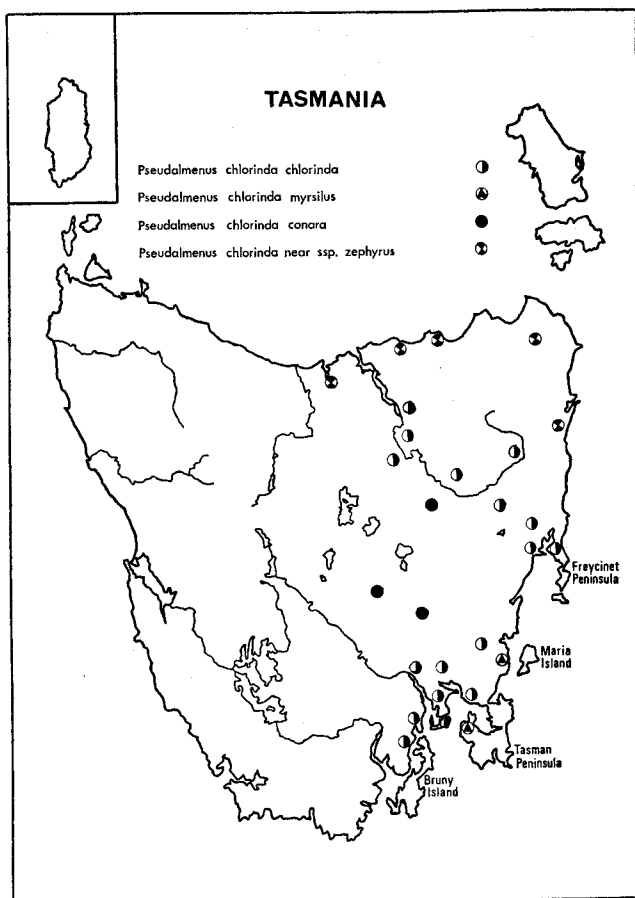 TASMANIA
Pseudalmenus chlorinda chlorinda
Pseudalmenus chlorinda myrsilus
Pseudalmenus chlorinda conara
Pseudalmenus chlorinda near ssp. zephyrus
Freycinet
Peninsula
Maria
Island
Tasman
Peninsula
Bruny
Island